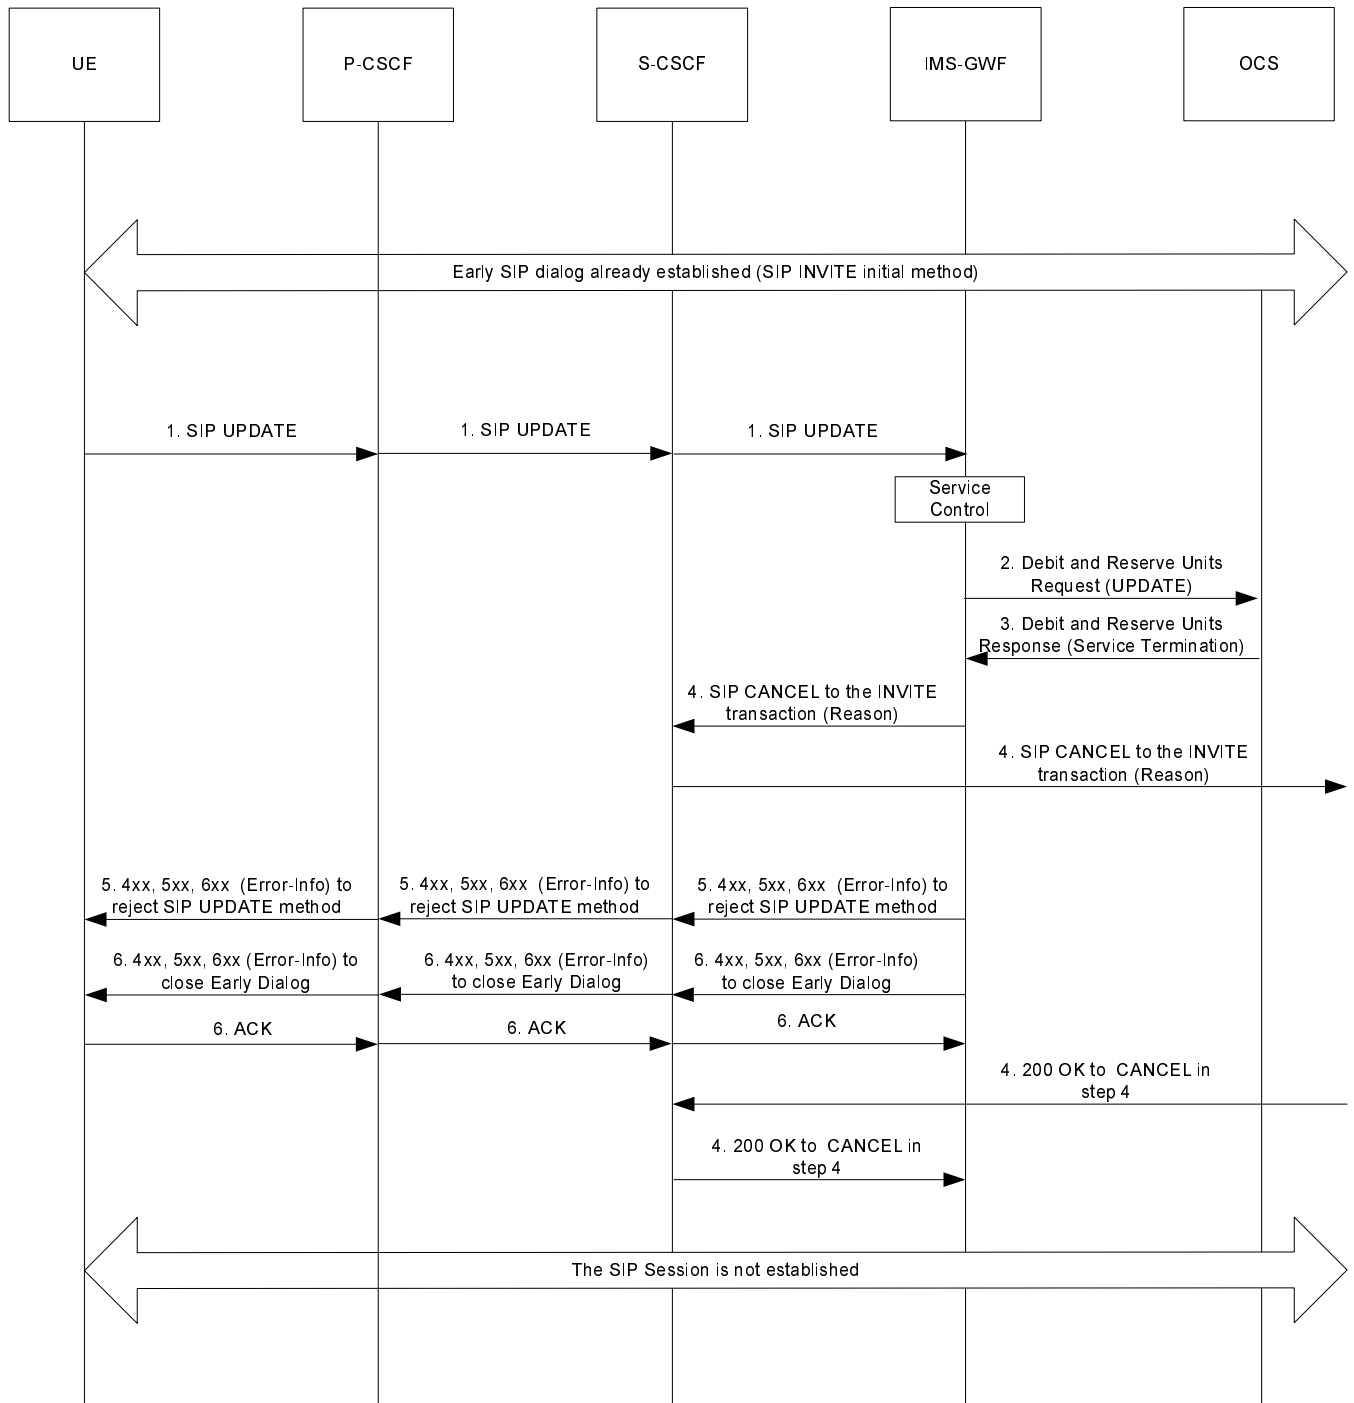 UE
P-CSCF
S-CSCF
IMS-GWF
OCS
Early SIP dialog already established (SIP INVITE initial method)
1. SIP UPDATE
1. SIP UPDATE
1. SIP UPDATE
Service
Control
2. Debit and Reserve Units
Request (UPDATE)
3. Debit and Reserve Units
Response (Service Termination)
4. SIP CANCEL to the INVITE
transaction (Reason)
4. SIP CANCEL to the INVITE
transaction (Reason)
5. 4xx, 5xx, 6xx (Error-Info) to
reject SIP UPDATE method
5. 4xx, 5xx, 6xx (Error-Info) to
reject SIP UPDATE method
5. 4xx, 5xx, 6xx (Error-Info) to
reject SIP UPDATE method
6. 4xx, 5xx, 6xx (Error-Info) to
close Early Dialog
6. 4xx, 5xx, 6xx (Error-Info)
to close Early Dialog
6. 4xx, 5xx, 6xx (Error-Info)
to close Early Dialog
6. ACK
6. ACK
6. ACK
4. 200 OK to CANCEL in
step 4
4. 200 OK to CANCEL in
step 4
The SIP Session is not established